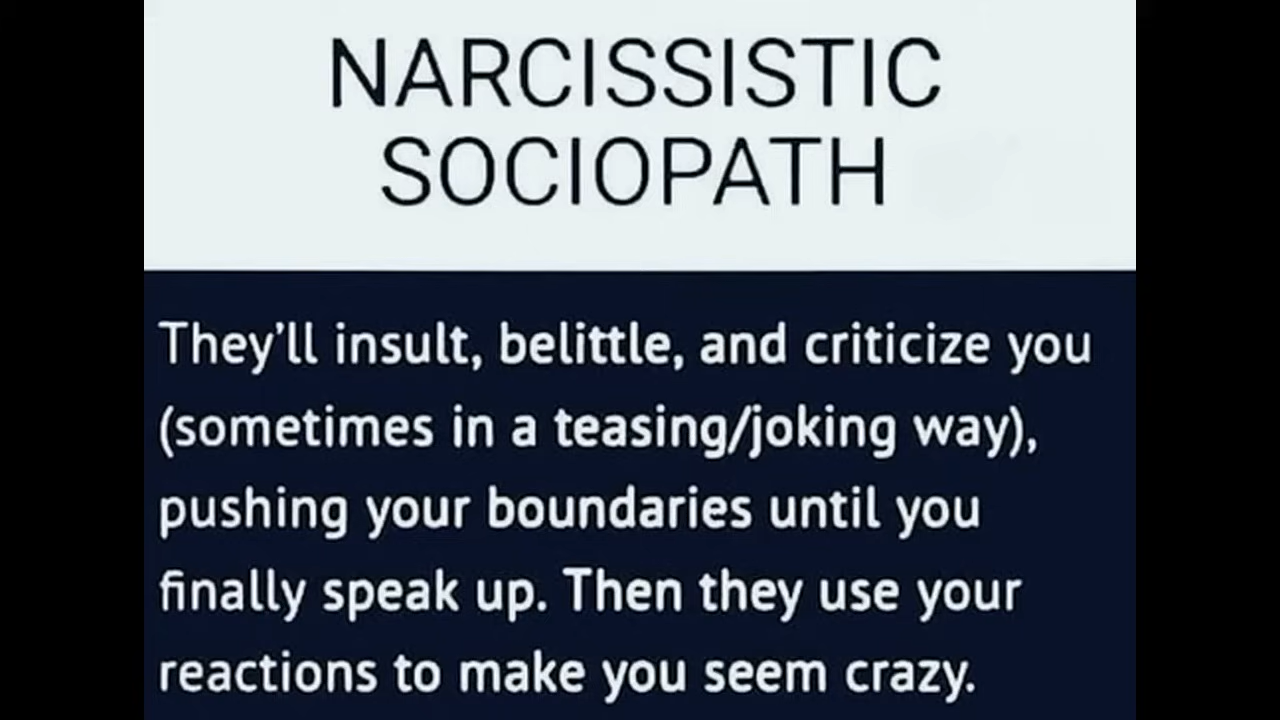 NARCISSISTIC
SOCIOPATH
They’ll insult, belittle, and criticize you
(sometimes in a teasing/joking way),
pushing your boundaries until you
finally speak up. Then they use your
reactions to make you seem crazy.